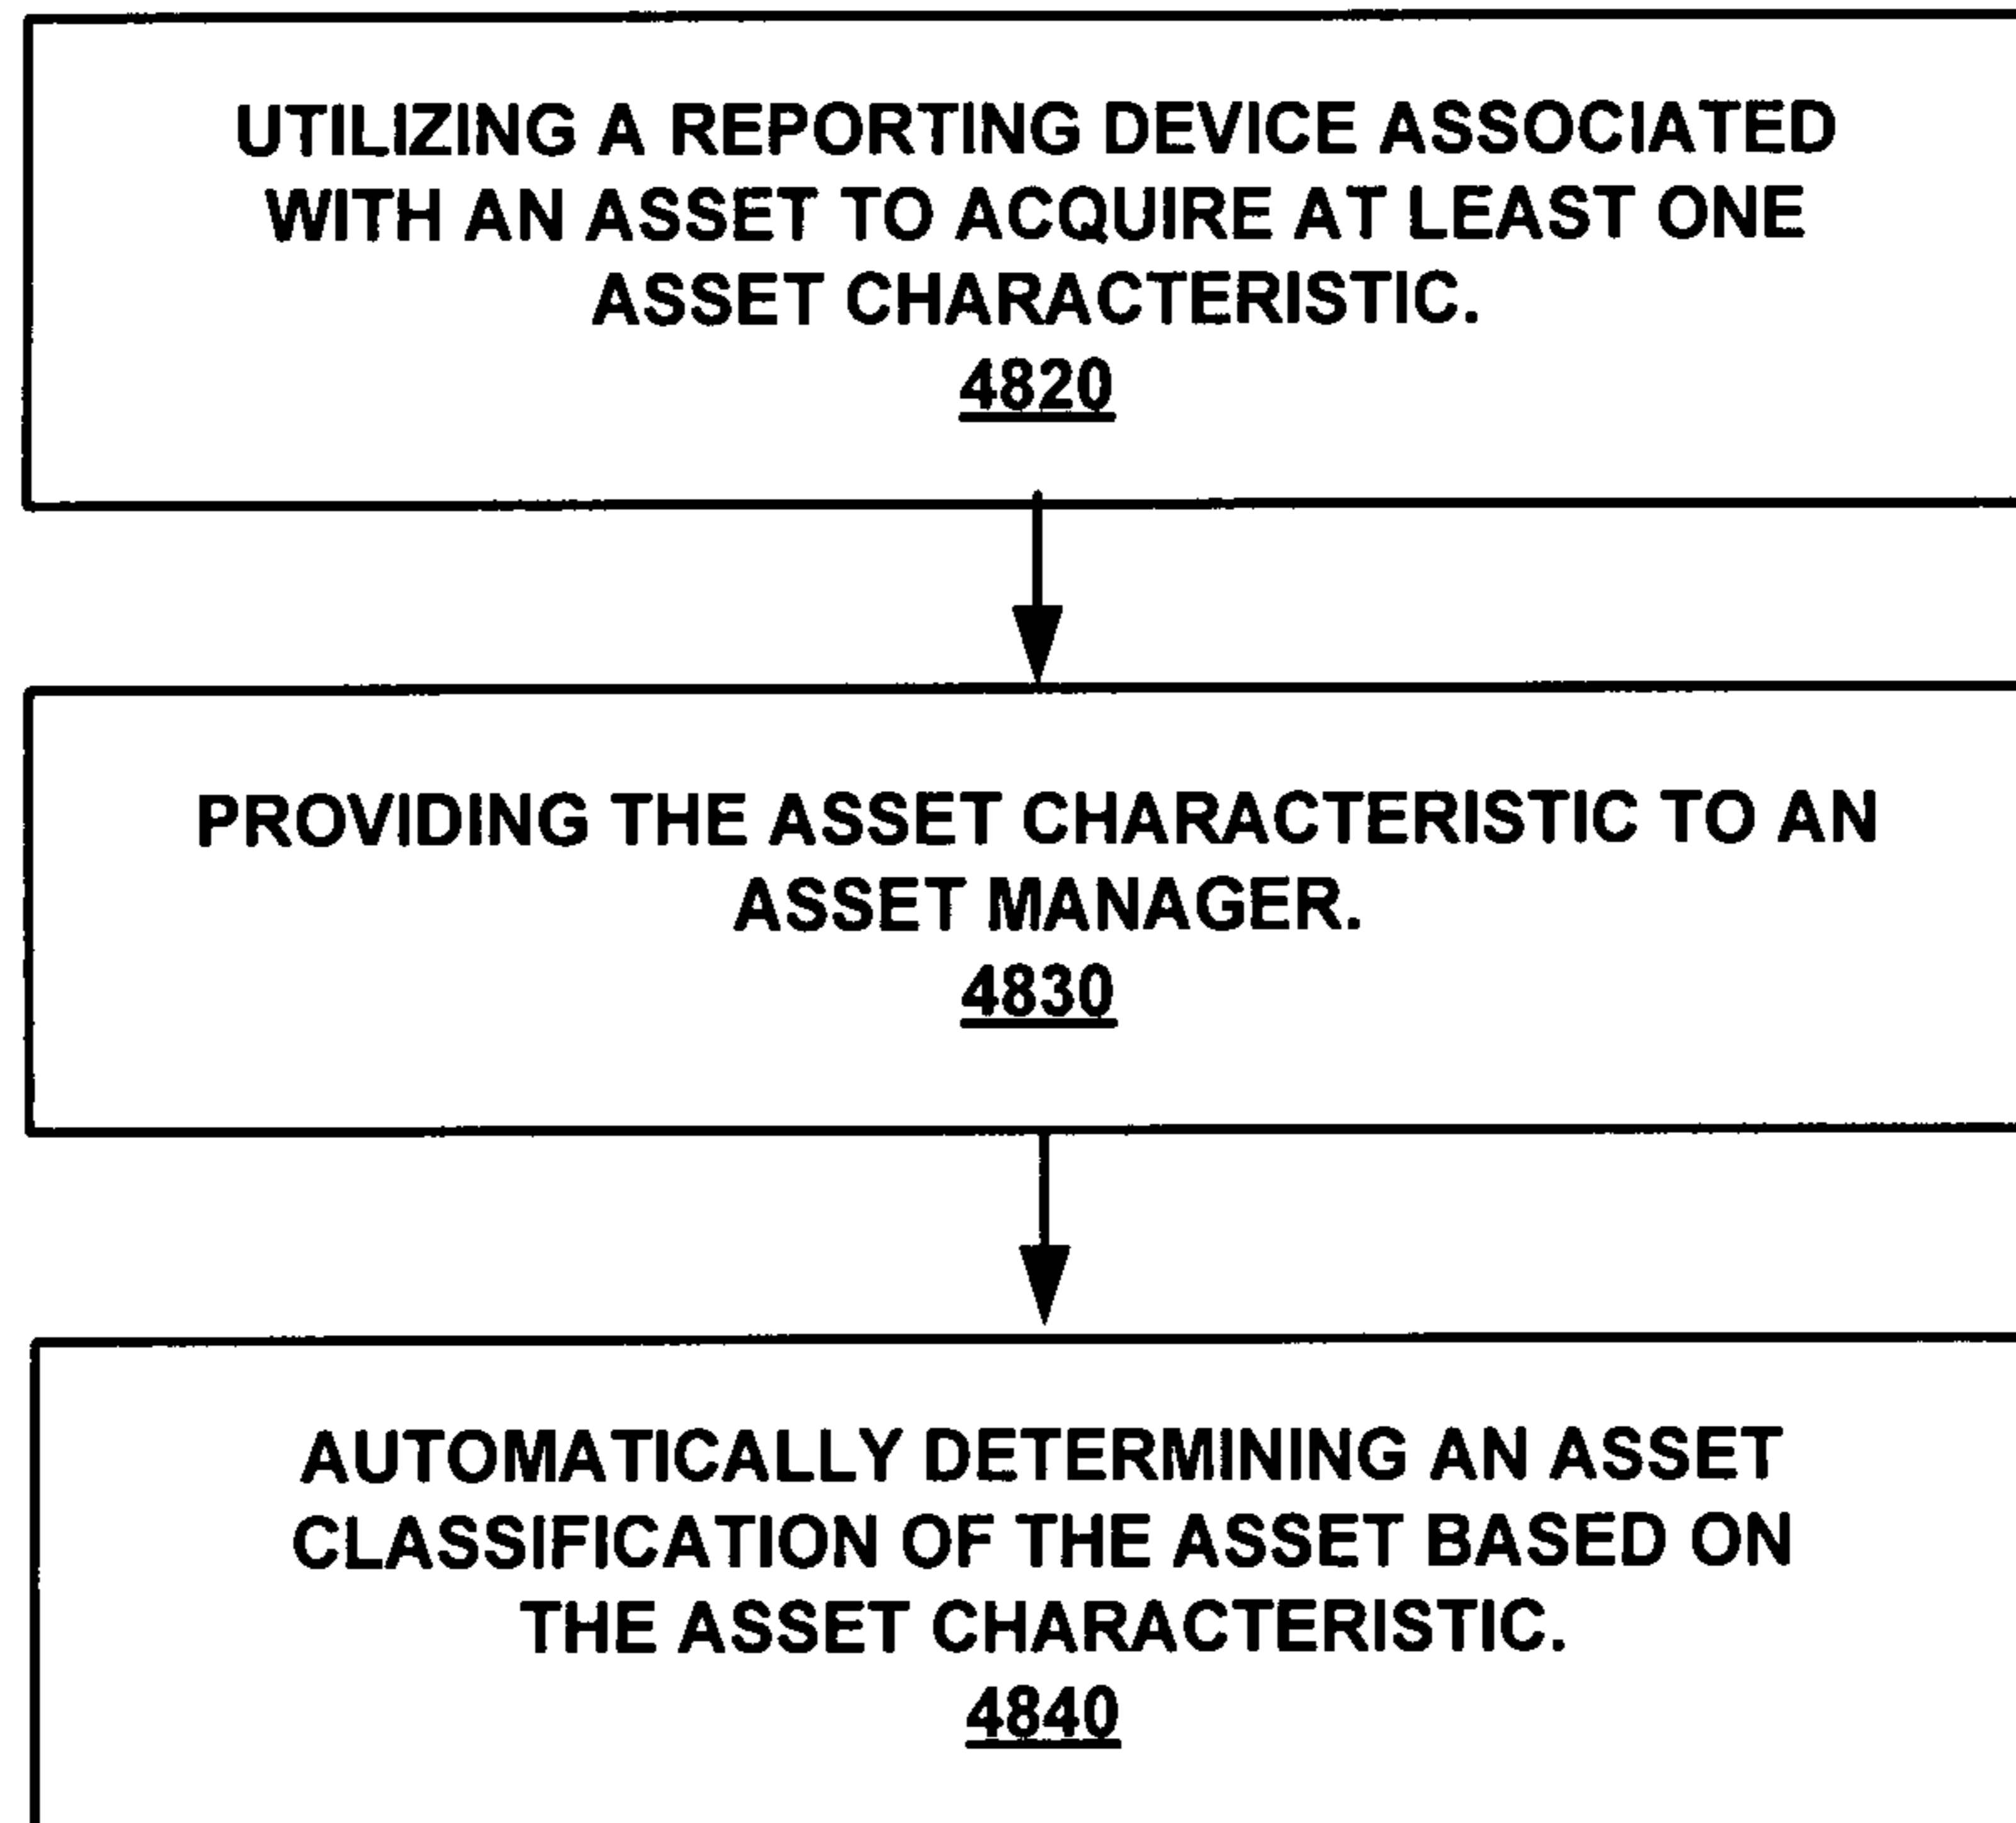 UTILIZING A REPORTING DEVICE ASSOCIATED
WITH AN ASSET TO ACQUIRE AT LEAST ONE
ASSET CHARACTERISTIC.
4820
PROVIDING THE ASSET CHARACTERISTIC TO AN
ASSET MANAGER.
4830
AUTOMATICALLY DETERMINING AN ASSET
CLASSIFICATION OF THE ASSET BASED ON
THE ASSET CHARACTERISTIC.
4840